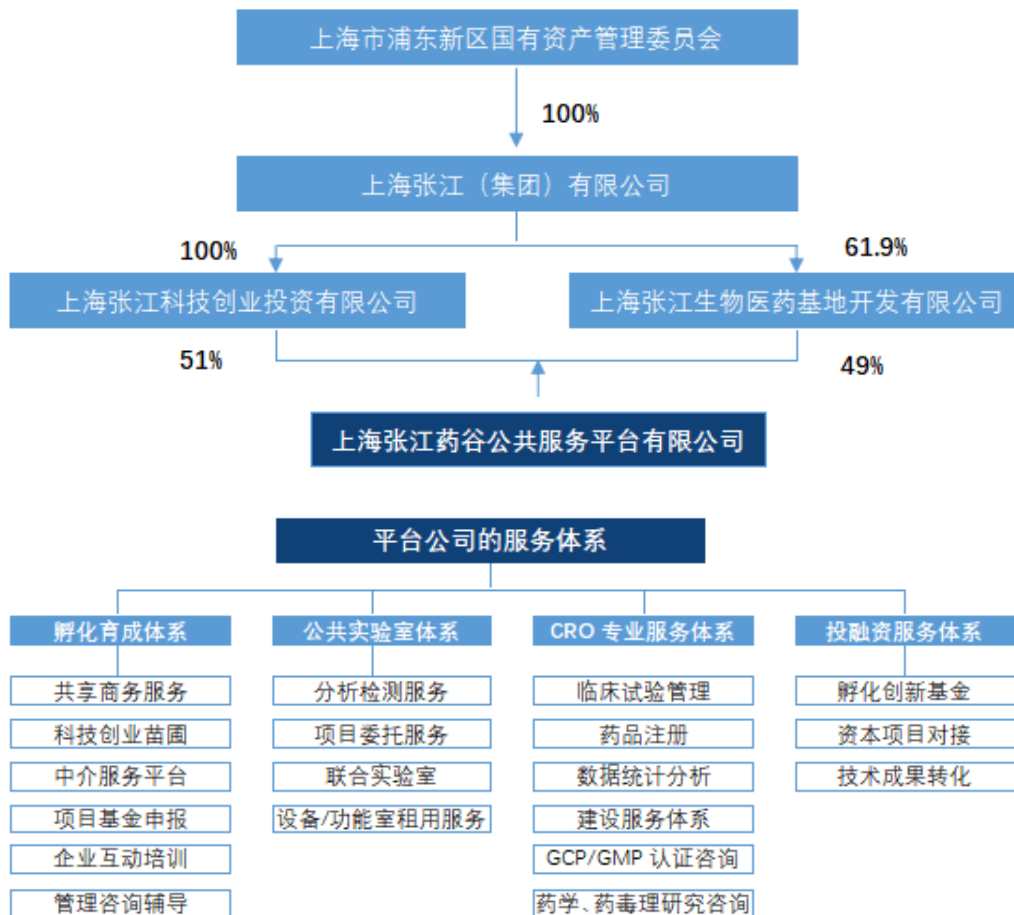 上海市浦东新区国有资产管理委员会
100%
上海张江（集团）有限公司
100%
61.9%
上海张江科技创业投资有限公司
上海张江生物医药基地开发有限公司
51%
49%
上海张江药谷公共服务平台有限公司
平台公司的服务体系
孵化育成体系
公共实验室体系
CRO 专业服务体系
投融资服务体系
共享商务服务
分析检测服务
临床试验管理
孵化创新基金
科技创业苗圃
项目委托服务
药品注册
资本项目对接
中介服务平台
联合实验室
数据统计分析
技术成果转化
项目基金申报
设备/功能室租用服务
建设服务体系
企业互动培训
GCP/GMP 认证咨询
管理咨询辅导
药学、药毒理研究咨询